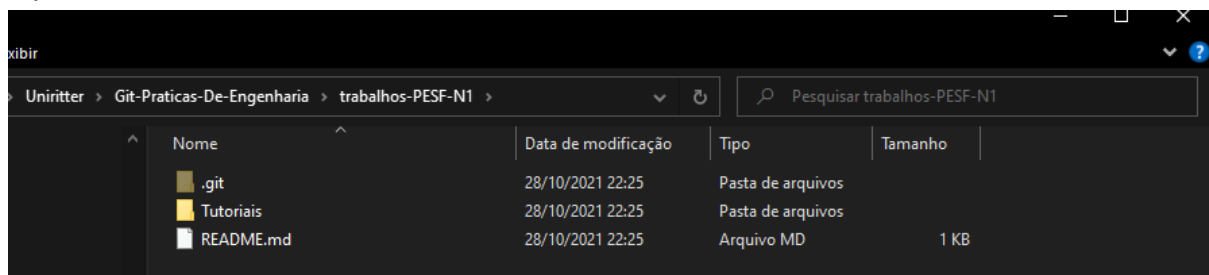 xibir
?
Uniritter > Git-Praticas-De-Engenharia > trabalhos-PESF-N1 >
Pesquisar trabalhos-PESF-N1
Nome Data de modificação Tipo Tamanho
.git 28/10/2021 22:25 Pasta de arquivos
Tutoriais 28/10/2021 22:25 Pasta de arquivos
README.md 28/10/2021 22:25 Arquivo MD 1 KB